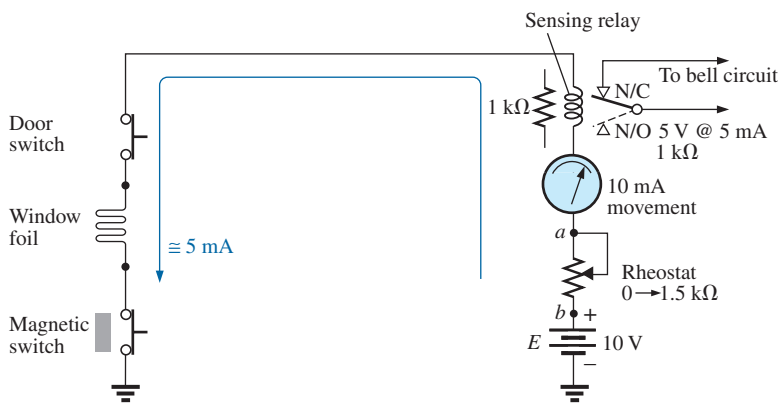 Sensing relay
To bell circuit
N/C
1 kΩ
N/O
5 V @ 5 mA
1 kΩ
Door
switch
10 mA
movement
Window
foil
≅ 5 mA
a
Rheostat
0 → 1.5 kΩ
Magnetic
switch
b
+
E
10 V
−